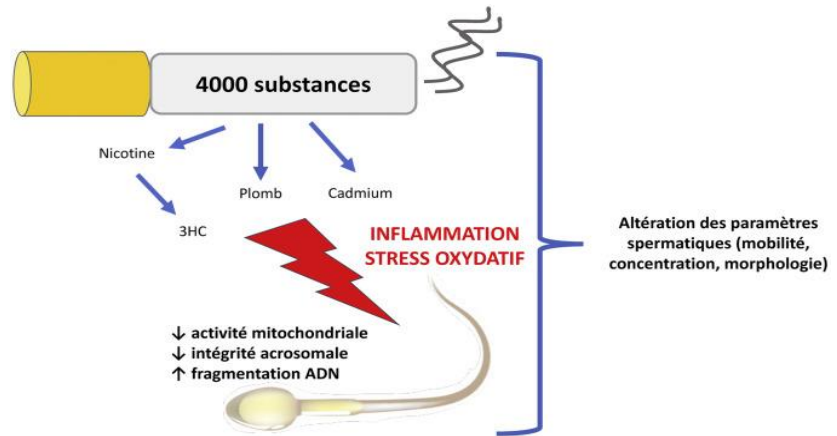 4000 substances
Nicotine
Plomb
Cadmium
3HC
INFLAMMATION
STRESS OXYDATIF
Altération des paramètres
spermatiques (mobilité,
concentration, morphologie)
↓ activité mitochondriale
↓ intégrité acrosomale
↑ fragmentation ADN